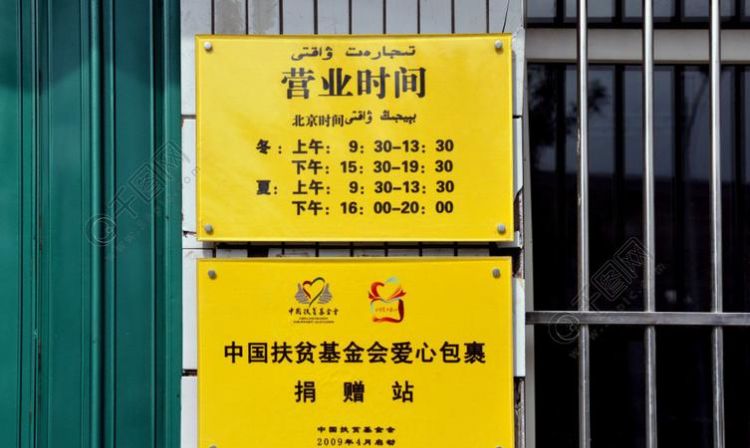 تىجارەت ۋاقتى
营业时间
北京时间 بېيجىڭ ۋاقتى
冬：上午：9：30-13：30
下午：15：30-19：30
夏：上午：9：30-13：30
下午：16：00-20：00
中国扶贫基金会
中国扶贫基金会爱心包裹
捐赠站
中国扶贫基金会
2009年4月启动